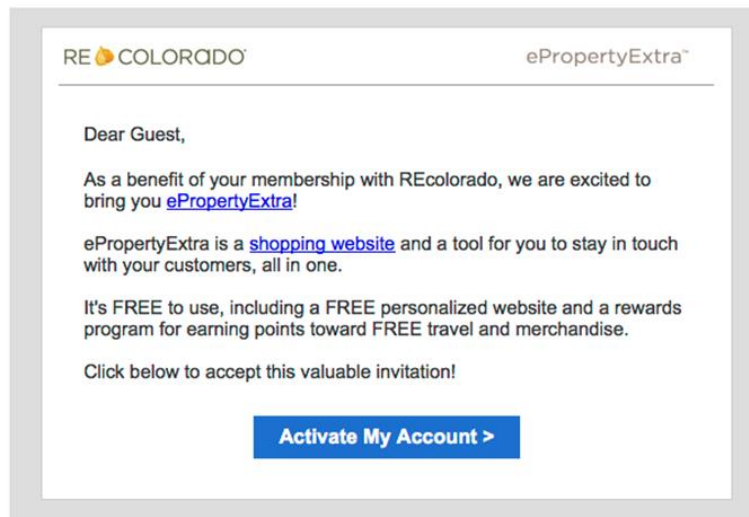 RE COLORADO
ePropertyExtra™
Dear Guest,
As a benefit of your membership with REcolorado, we are excited to
bring you ePropertyExtra!
ePropertyExtra is a shopping website and a tool for you to stay in touch
with your customers, all in one.
It's FREE to use, including a FREE personalized website and a rewards
program for earning points toward FREE travel and merchandise.
Click below to accept this valuable invitation!
Activate My Account >